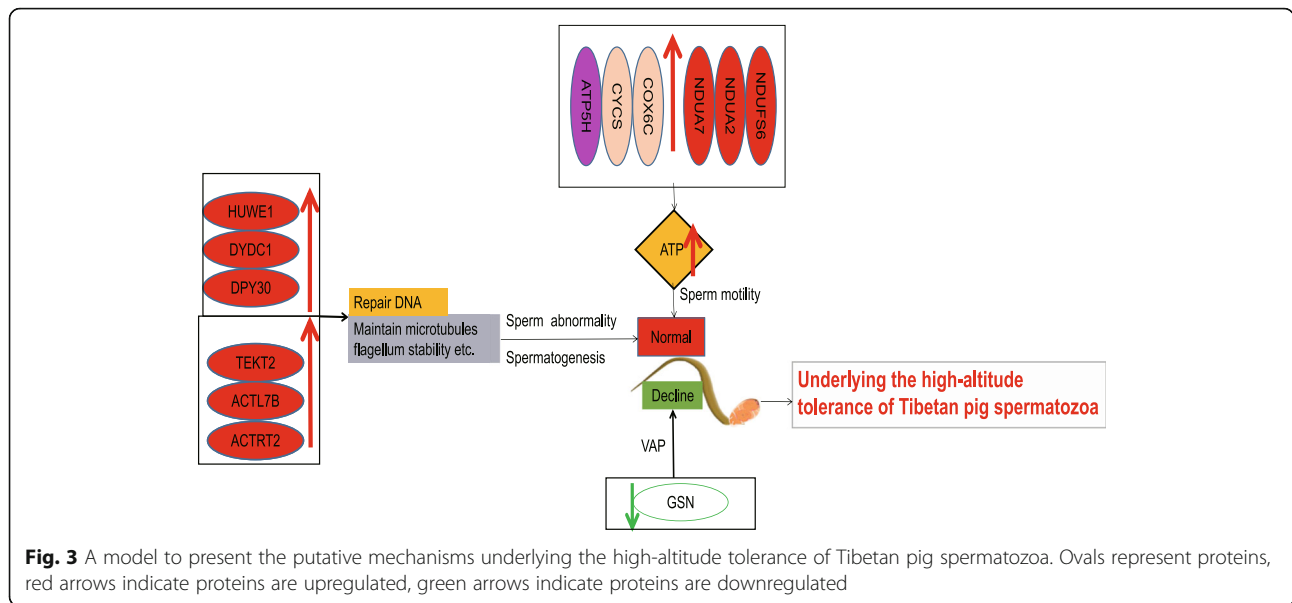 ATP5H
CYCS
COX6C
NDUA7
NDUA2
NDUFS6
HUWE1
DYDC1
DPY30
TEKT2
ACTL7B
ACTRT2
Repair DNA
Maintain microtubules
flagellum stability etc.
Sperm abnormality
Spermatogenesis
ATP
Sperm motility
Normal
Decline
VAP
GSN
Underlying the high-altitude
tolerance of Tibetan pig spermatozoa
Fig. 3 A model to present the putative mechanisms underlying the high-altitude tolerance of Tibetan pig spermatozoa. Ovals represent proteins,
red arrows indicate proteins are upregulated, green arrows indicate proteins are downregulated